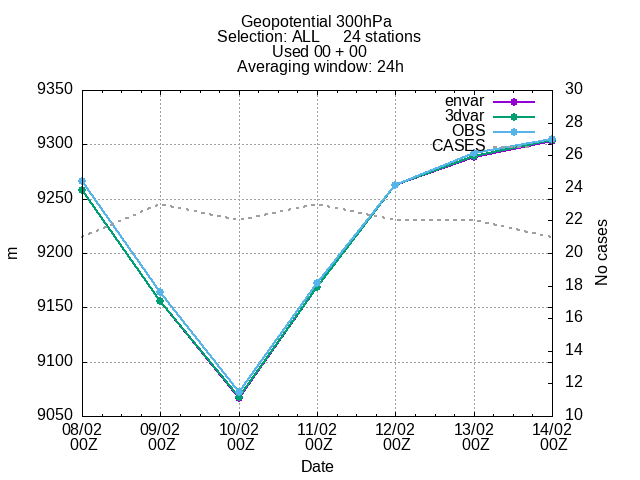 Geopotential 300hPa
Selection: ALL     24 stations
Used 00 + 00
Averaging window: 24h
envar
3dvar
OBS
CASES
9350
9300
9250
9200
9150
9100
9050
m
30
28
26
24
22
20
18
16
14
12
10
No cases
08/02 09/02 10/02 11/02 12/02 13/02 14/02
00Z 00Z 00Z 00Z 00Z 00Z 00Z
Date